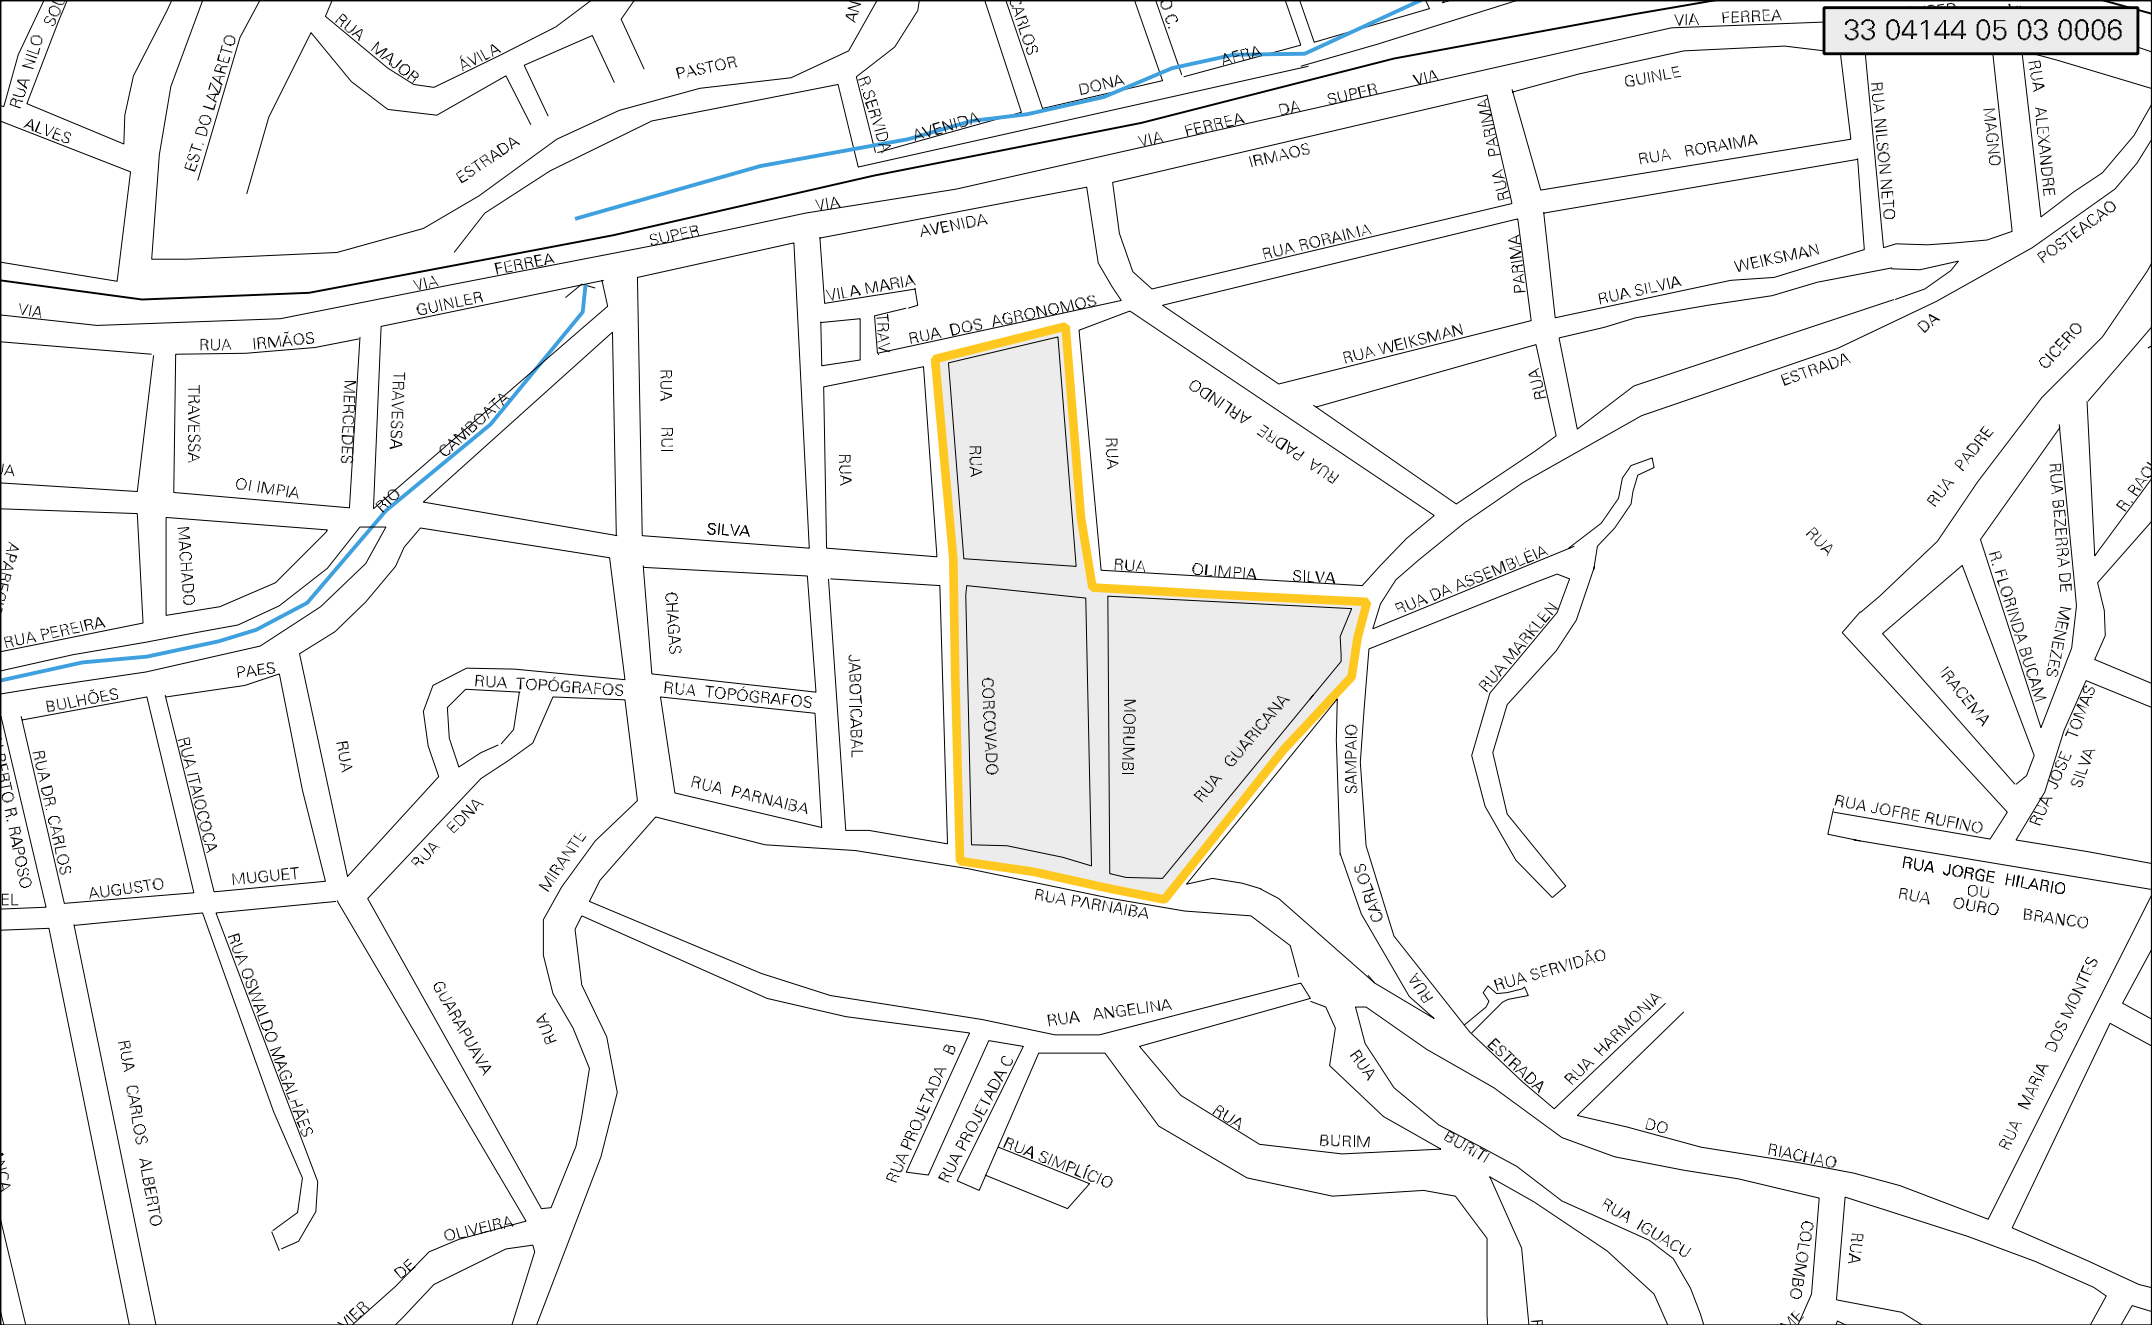 33 04144 05 03 0006
RUA NILO
ALVES
EST. DO LAZARETO
RUA MAJOR
ÁVILA
ESTRADA
PASTOR
R.SERVIDA
CARLOS
AVENIDA
DONA
AFRA
VIA FERREA
VIA FERREA DA SUPER VIA
GUINLE
RUA RORAIMA
RUA NILSON NETO
MAGNO
RUA ALEXANDRE
IRMAOS
RUA PARIMA
AVENIDA
RUA RORAIMA
PARIMA
RUA SILVIA WEIKSMAN
POSTEACAO
VIA
SUPER
FERREA
VIA
VIA
GUINLER
RUA IRMÃOS
VILA MARIA
TRAV
RUA DOS AGRONOMOS
RUA WEIKSMAN
RUA
ESTRADA
DA
CICERO
TRAVESSA
MERCEDES
TRAVESSA
CAMBOATA
RIO
RUA RUI
RUA
RUA
RUA
RUA PADRE ARLINDO
RUA PADRE
OLIMPIA
SILVA
RUA
RUA BEZERRA DE MENEZES
MACHADO
RUA PEREIRA
RUA OLIMPIA SILVA
RUA DA ASSEMBLÉIA
RUA MARKLEN
R. FLORINDA BUCAM
IRACEMA
CHAGAS
PAES
BULHÕES
RUA TOPÓGRAFOS
RUA TOPÓGRAFOS
JABOTICABAL
CORCOVADO
MORUMBI
RUA GUARICANA
SAMPAIO
RUA JOSE TOMAS
SILVA
RUA DR. CARLOS
RUA ITAIOCOCA
RUA
RUA EDNA
RUA PARNAIBA
RUA JOFRE RUFINO
RUA JORGE HILARIO
OU
RUA OURO BRANCO
AUGUSTO
MUGUET
MIRANTE
RUA PARNAIBA
CARLOS
RUA
RUA SERVIDÃO
RUA OSWALDO MAGALHÃES
GUARAPUAVA
RUA
RUA ANGELINA
RUA HARMONIA
ESTRADA
RUA MARIA DOS MONTES
RUA CARLOS ALBERTO
RUA PROJETADA B
RUA PROJETADA C
RUA SIMPLÍCIO
RUA
RUA
BURIM
BURITI
DO
RIACHAO
OLIVEIRA
DE
RUA IGUACU
COLOMBO
RUA